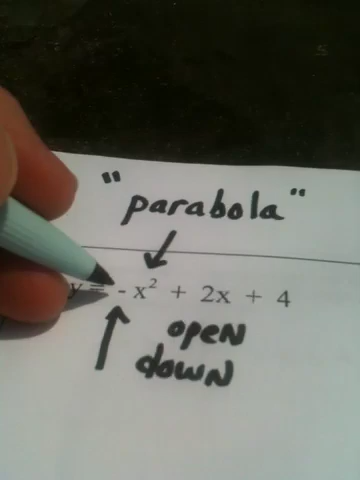 "parabola"
y = -x² + 2x + 4
open
down